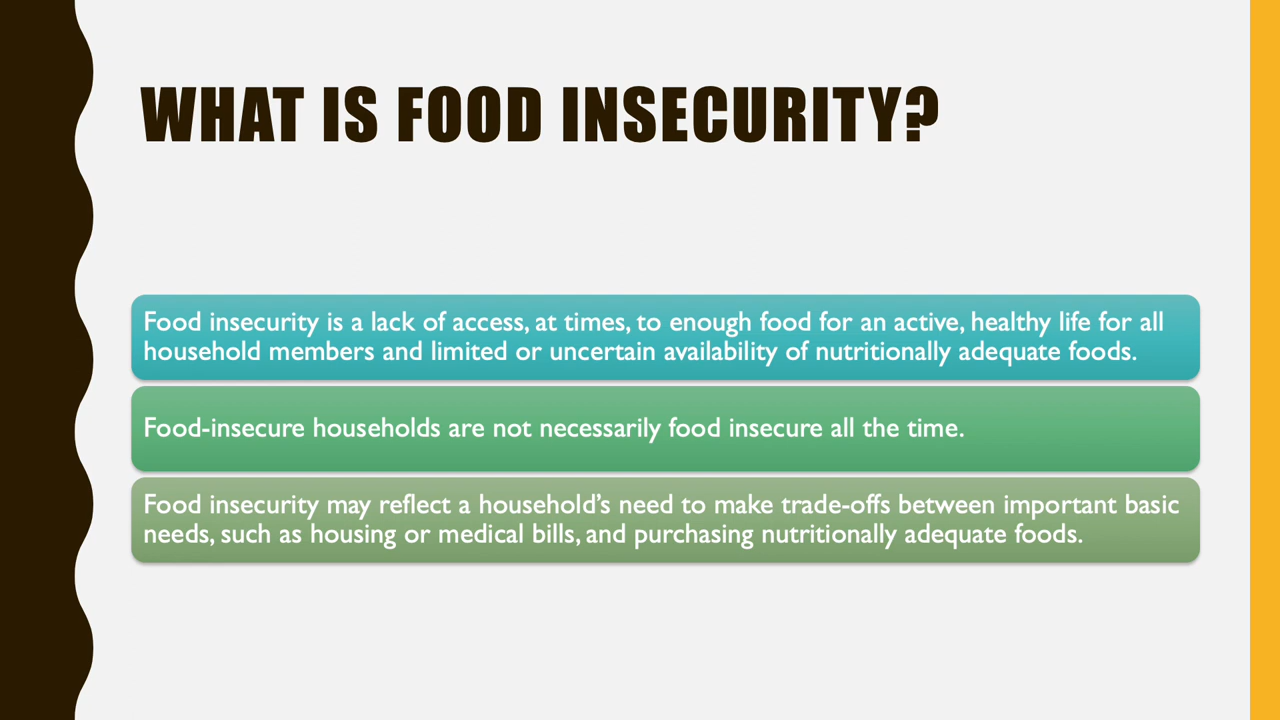 WHAT IS FOOD INSECURITY?
Food insecurity is a lack of access, at times, to enough food for an active, healthy life for all
household members and limited or uncertain availability of nutritionally adequate foods.
Food-insecure households are not necessarily food insecure all the time.
Food insecurity may reflect a household’s need to make trade-offs between important basic
needs, such as housing or medical bills, and purchasing nutritionally adequate foods.